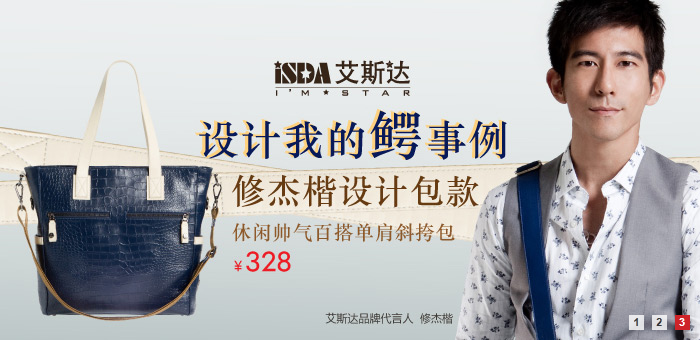 iSDA 艾斯达
I'M★STAR
设计我的鳄事例
修杰楷设计包款
休闲帅气百搭单肩斜挎包
¥328
艾斯达品牌代言人 修杰楷
1 2 3